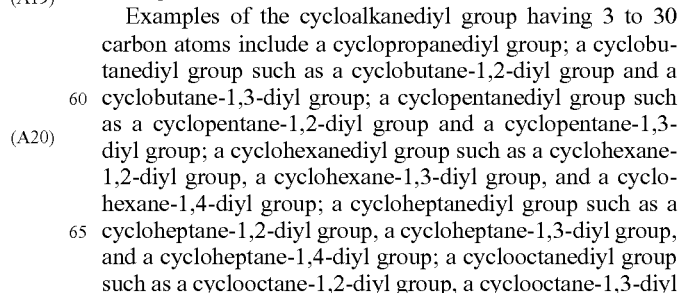 Examples of the cycloalkanediyl group having 3 to 30
carbon atoms include a cyclopropanediyl group; a cyclobu-
tanediyl group such as a cyclobutane-1,2-diyl group and a
60 cyclobutane-1,3-diyl group; a cyclopentanediyl group such
as a cyclopentane-1,2-diyl group and a cyclopentane-1,3-
(A20)
diyl group; a cyclohexanediyl group such as a cyclohexane-
1,2-diyl group, a cyclohexane-1,3-diyl group, and a cyclo-
hexane-1,4-diyl group; a cycloheptanediyl group such as a
65 cycloheptane-1,2-diyl group, a cycloheptane-1,3-diyl group,
and a cycloheptane-1,4-diyl group; a cyclooctanediyl group
such as a cyclooctane-1,2-diyl group, a cyclooctane-1,3-diyl